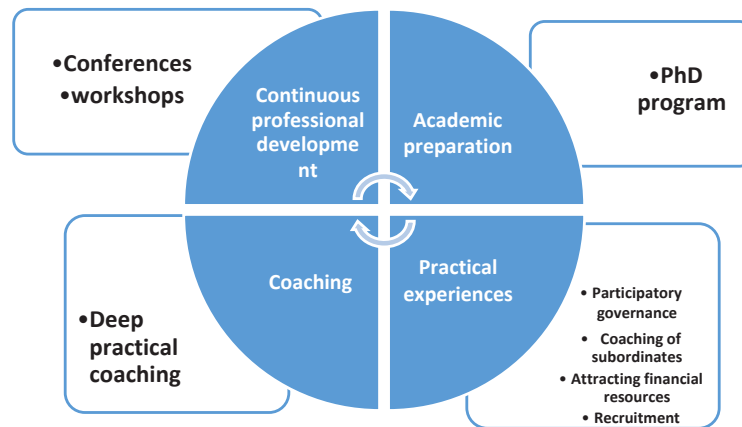 •Conferences
•workshops
Continuous
professional
developme
nt
Academic
preparation
•PhD
program
•Deep
practical
coaching
Coaching
Practical
experiences
• Participatory
governance
• Coaching of
subordinates
• Attracting financial
resources
• Recruitment